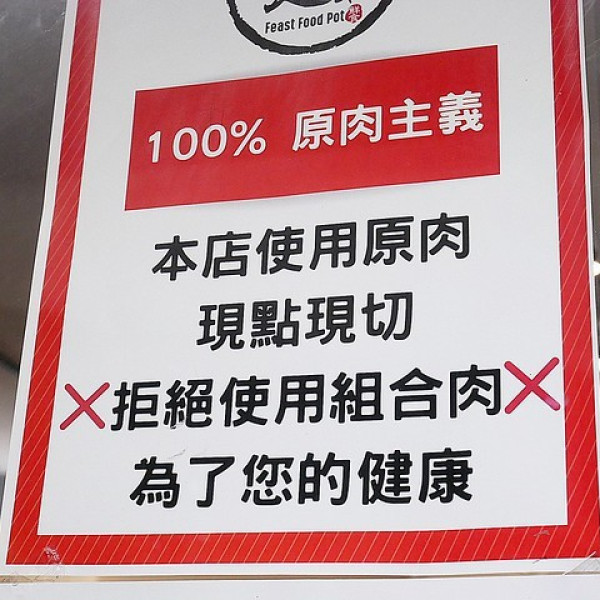 Feast Food Pot
100% 原肉主義
本店使用原肉
現點現切
❌拒絕使用組合肉❌
為了您的健康